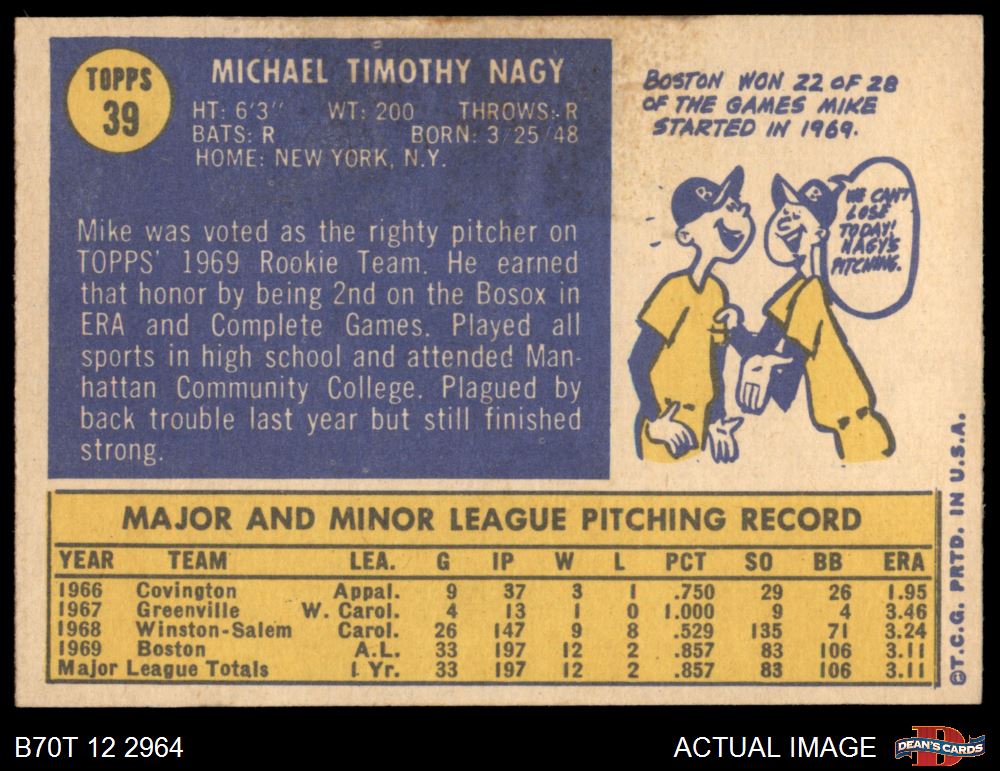 TOPPS
39
MICHAEL TIMOTHY NAGY
HT: 6'3" WT: 200 THROWS: R
BATS: R BORN: 3/25/48
HOME: NEW YORK, N.Y.
Mike was voted as the righty pitcher on
TOPPS' 1969 Rookie Team. He earned
that honor by being 2nd on the Bosox in
ERA and Complete Games. Played all
sports in high school and attended Man-
hattan Community College. Plagued by
back trouble last year but still finished
strong.
BOSTON WON 22 OF 28
OF THE GAMES MIKE
STARTED IN 1969.
B
B
WE CAN'T
LOSE
TODAY!
NAGY'S
PITCHING.
MAJOR AND MINOR LEAGUE PITCHING RECORD
YEAR TEAM LEA. G IP W L PCT SO BB ERA
1966 Covington Appal. 9 37 3 1 .750 29 26 1.95
1967 Greenville W. Carol. 4 13 1 0 1.000 9 4 3.46
1968 Winston-Salem Carol. 26 147 9 8 .529 135 71 3.24
1969 Boston A.L. 33 197 12 2 .857 83 106 3.11
Major League Totals 1 Yr. 33 197 12 2 .857 83 106 3.11
©T.C.G. PRTD. IN U.S.A.
B70T 12 2964
ACTUAL IMAGE
D
DEAN'S CARDS